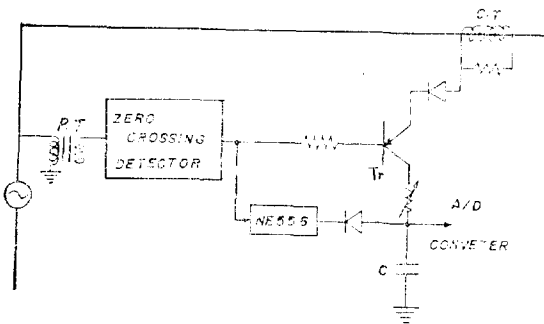 C.T
P.T
ZERO
CROSSING
DETECTOR
Tr
NE555
A/D
CONVETER
C